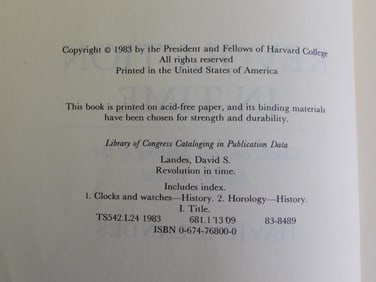 Copyright © 1983 by the President and Fellows of Harvard College
All rights reserved
Printed in the United States of America
This book is printed on acid-free paper, and its binding materials
have been chosen for strength and durability.
Library of Congress Cataloging in Publication Data
Landes, David S.
Revolution in time.
Includes index.
1. Clocks and watches—History. 2. Horology—History.
I. Title.
TS542.L24 1983 681.1'13'09 83-8489
ISBN 0-674-76800-0